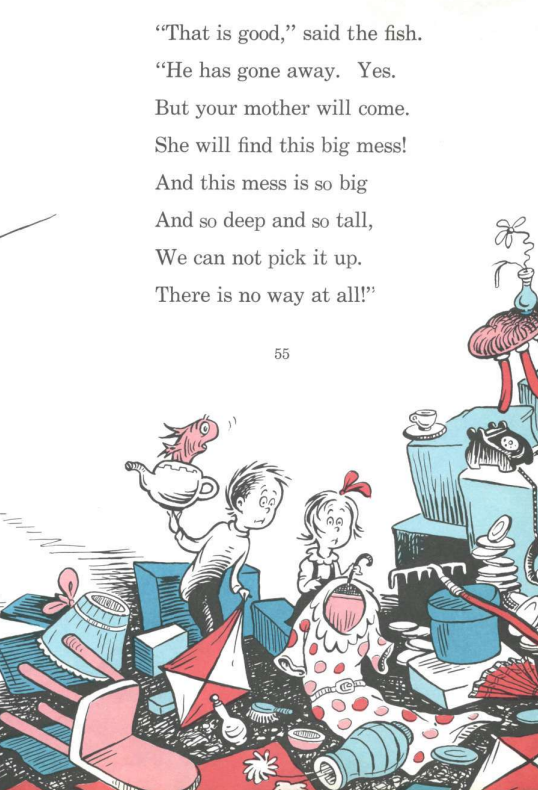 “That is good,” said the fish.
“He has gone away. Yes.
But your mother will come.
She will find this big mess!
And this mess is so big
And so deep and so tall,
We can not pick it up.
There is no way at all!”
55